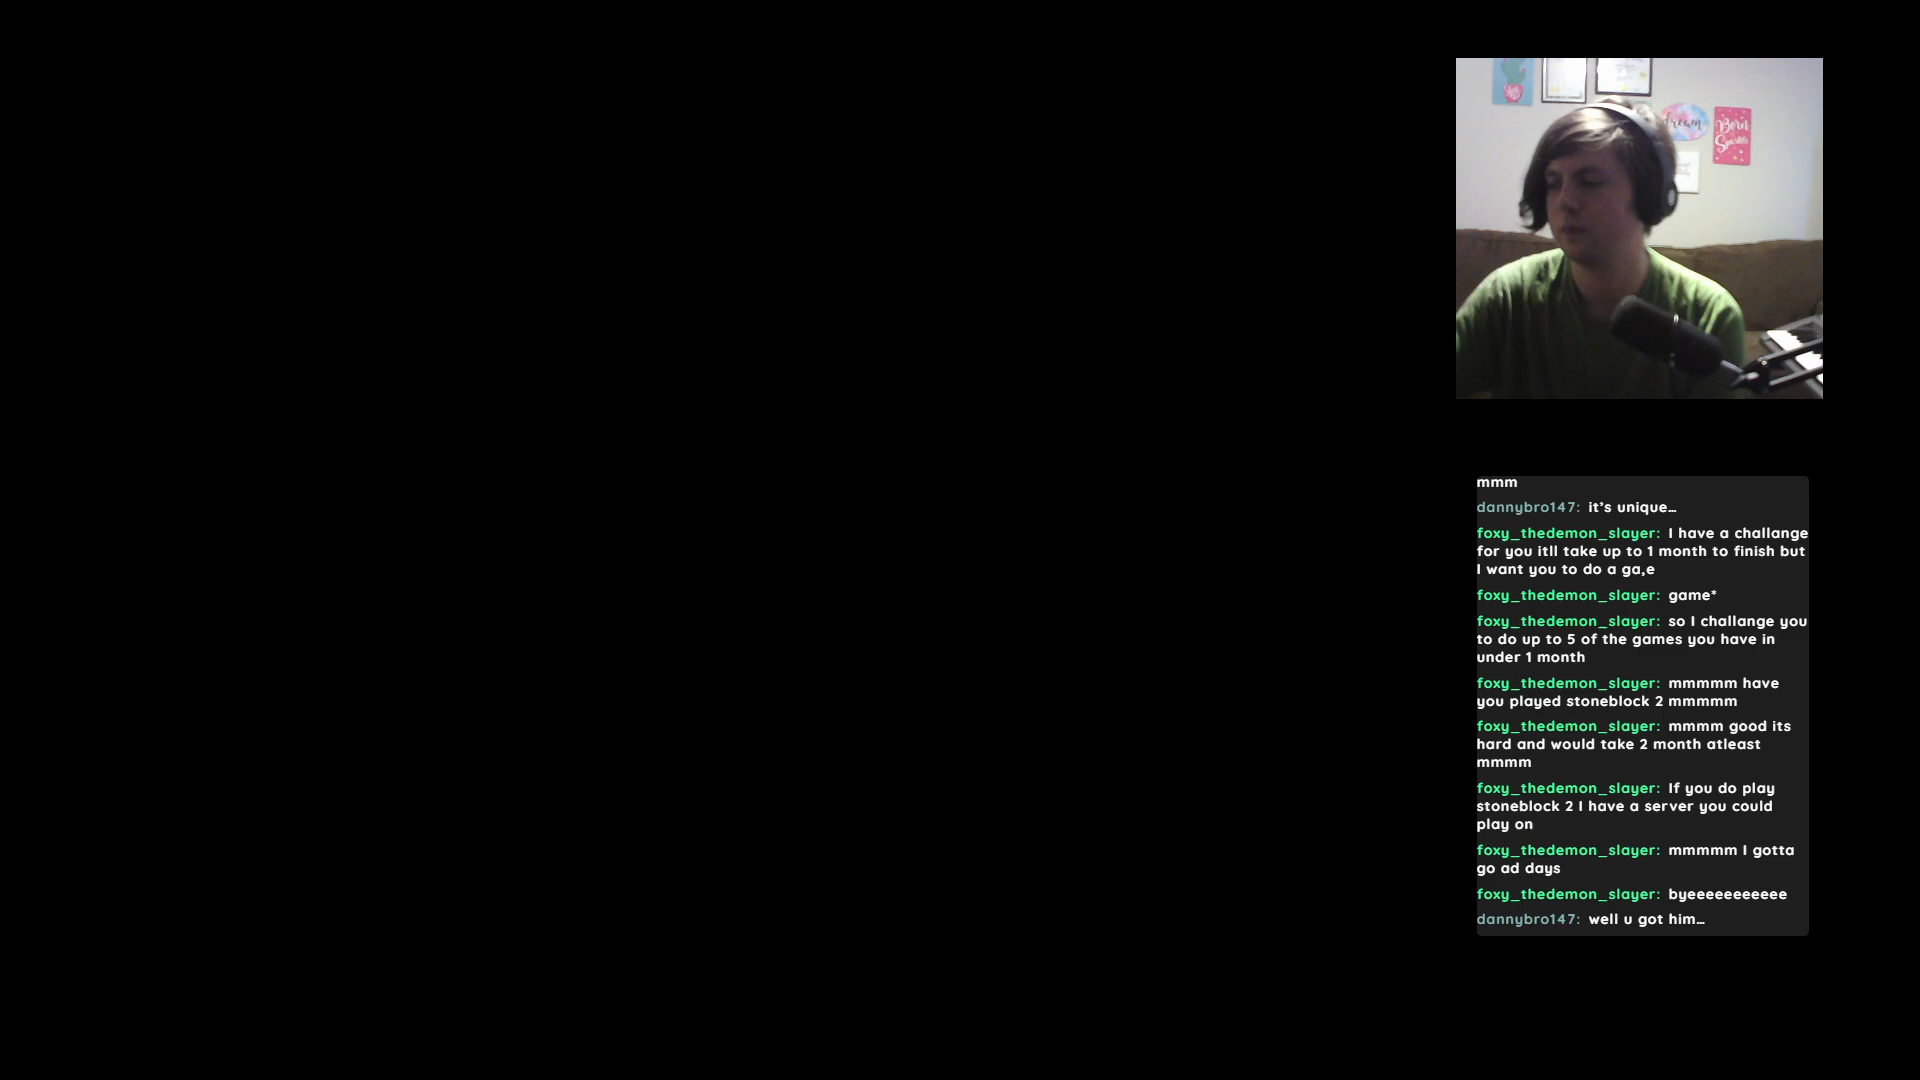 dream
Born
Sparkle
mmm
dannybro147: it's unique…
foxy_thedemon_slayer: I have a challange
for you itll take up to 1 month to finish but
I want you to do a ga,e
foxy_thedemon_slayer: game*
foxy_thedemon_slayer: so I challange you
to do up to 5 of the games you have in
under 1 month
foxy_thedemon_slayer: mmmmm have
you played stoneblock 2 mmmmm
foxy_thedemon_slayer: mmmm good its
hard and would take 2 month atleast
mmmm
foxy_thedemon_slayer: If you do play
stoneblock 2 I have a server you could
play on
foxy_thedemon_slayer: mmmmm I gotta
go ad days
foxy_thedemon_slayer: byeeeeeeeeeee
dannybro147: well u got him…